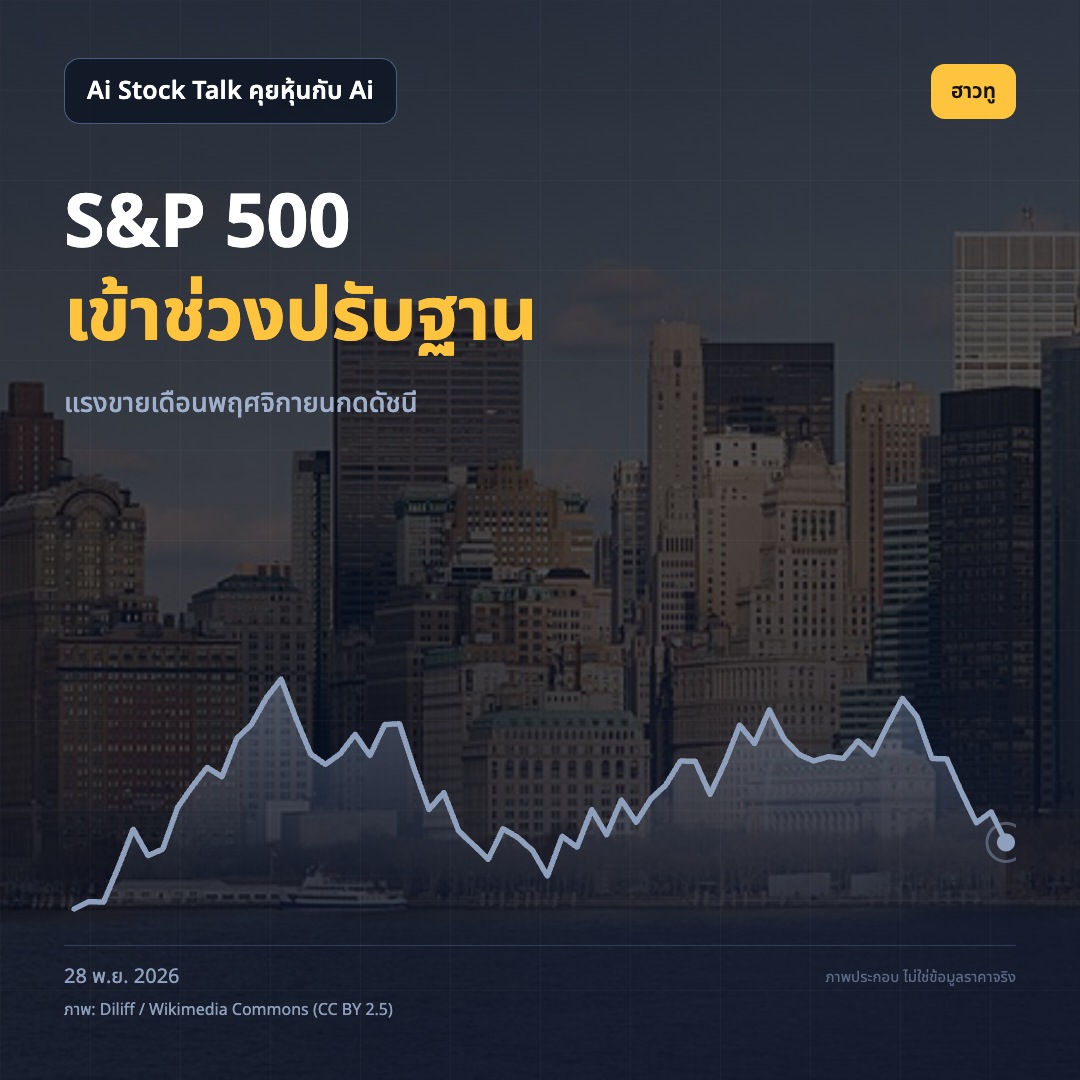 Ai Stock Talk คุยหุ้นกับ Ai
ฮาวทู
S&P 500
เข้าช่วงปรับฐาน
แรงขายเดือนพฤศจิกายนกดดัชนี
28 พ.ย. 2026
ภาพประกอบ ไม่ใช่ข้อมูลราคาจริง
ภาพ: Diliff / Wikimedia Commons (CC BY 2.5)